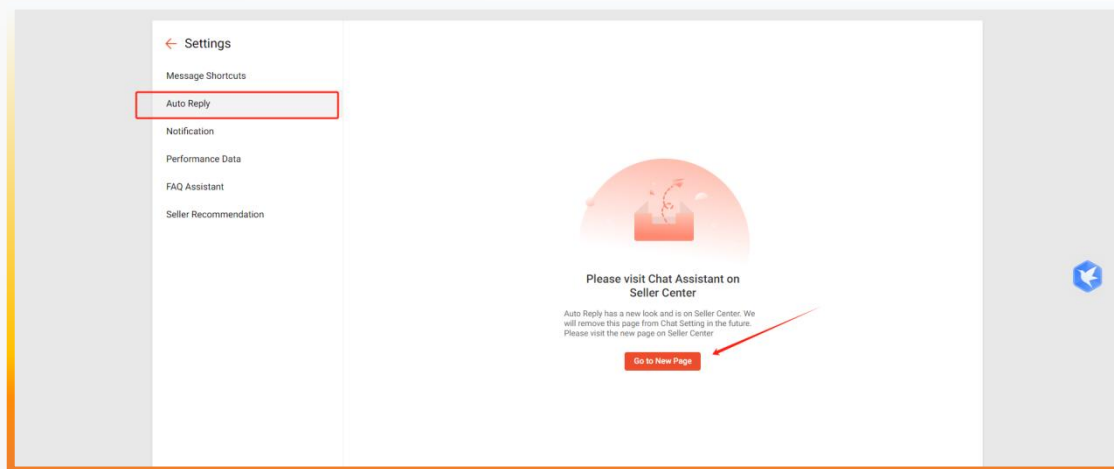 Settings
Message Shortcuts
Auto Reply
Notification
Performance Data
FAQ Assistant
Seller Recommendation
Please visit Chat Assistant on
Seller Center
Auto Reply has a new look and is on Seller Center. We
will remove this page from Chat Setting in the future.
Please visit the new page on Seller Center
Go to New Page